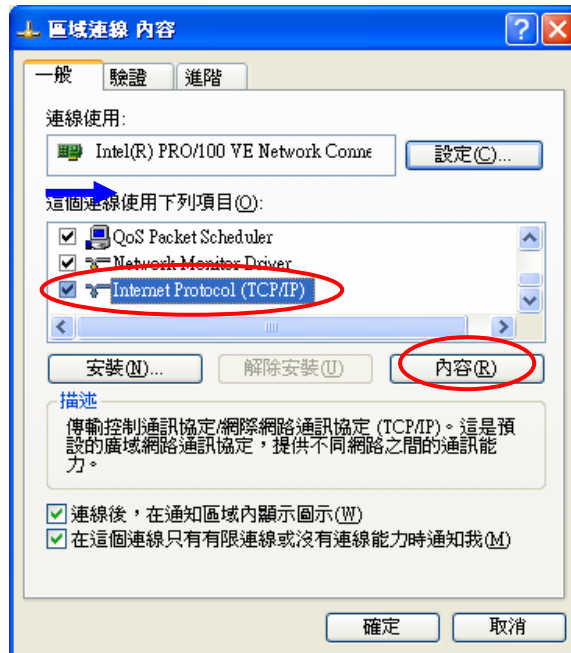 區域連線 內容
一般 驗證 進階
連線使用:
Intel(R) PRO/100 VE Network Conne 設定(C)...
這個連線使用下列項目(O):
QoS Packet Scheduler
Network Monitor Driver
Internet Protocol (TCP/IP)
安裝(N)... 解除安裝(U) 內容(R)
描述
傳輸控制通訊協定/網際網路通訊協定 (TCP/IP)。這是預
設的廣域網路通訊協定，提供不同網路之間的通訊能
力。
連線後，在通知區域內顯示圖示(W)
在這個連線只有有限連線或沒有連線能力時通知我(M)
確定 取消